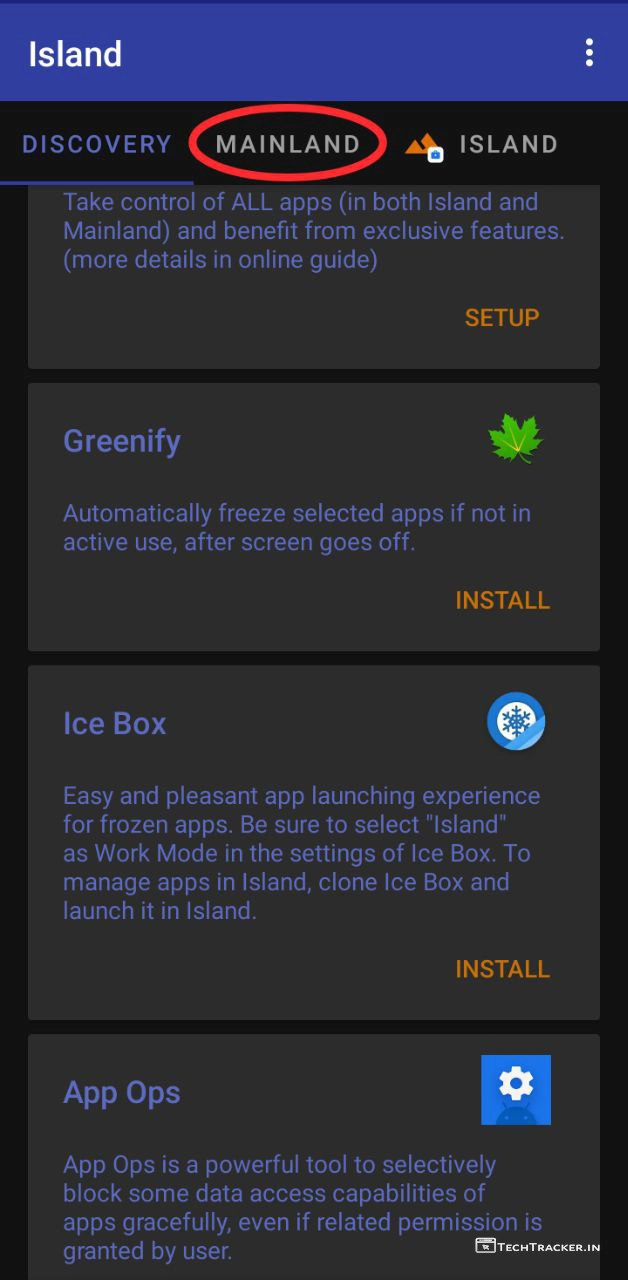 Island
DISCOVERY MAINLAND ISLAND
Take control of ALL apps (in both Island and
Mainland) and benefit from exclusive features.
(more details in online guide)
SETUP
Greenify
Automatically freeze selected apps if not in
active use, after screen goes off.
INSTALL
Ice Box
Easy and pleasant app launching experience
for frozen apps. Be sure to select "Island"
as Work Mode in the settings of Ice Box. To
manage apps in Island, clone Ice Box and
launch it in Island.
INSTALL
App Ops
App Ops is a powerful tool to selectively
block some data access capabilities of
apps gracefully, even if related permission is
granted by user.
TECHTRACKER.IN